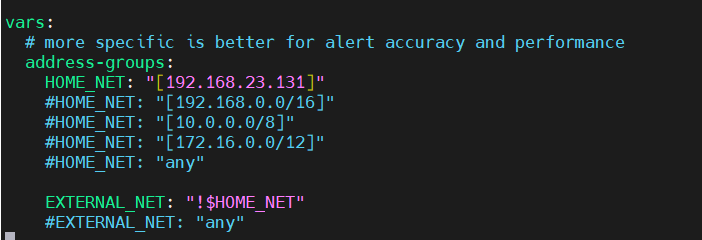 vars:
  # more specific is better for alert accuracy and performance
  address-groups:
    HOME_NET: "[192.168.23.131]"
    #HOME_NET: "[192.168.0.0/16]"
    #HOME_NET: "[10.0.0.0/8]"
    #HOME_NET: "[172.16.0.0/12]"
    #HOME_NET: "any"

    EXTERNAL_NET: "!$HOME_NET"
    #EXTERNAL_NET: "any"